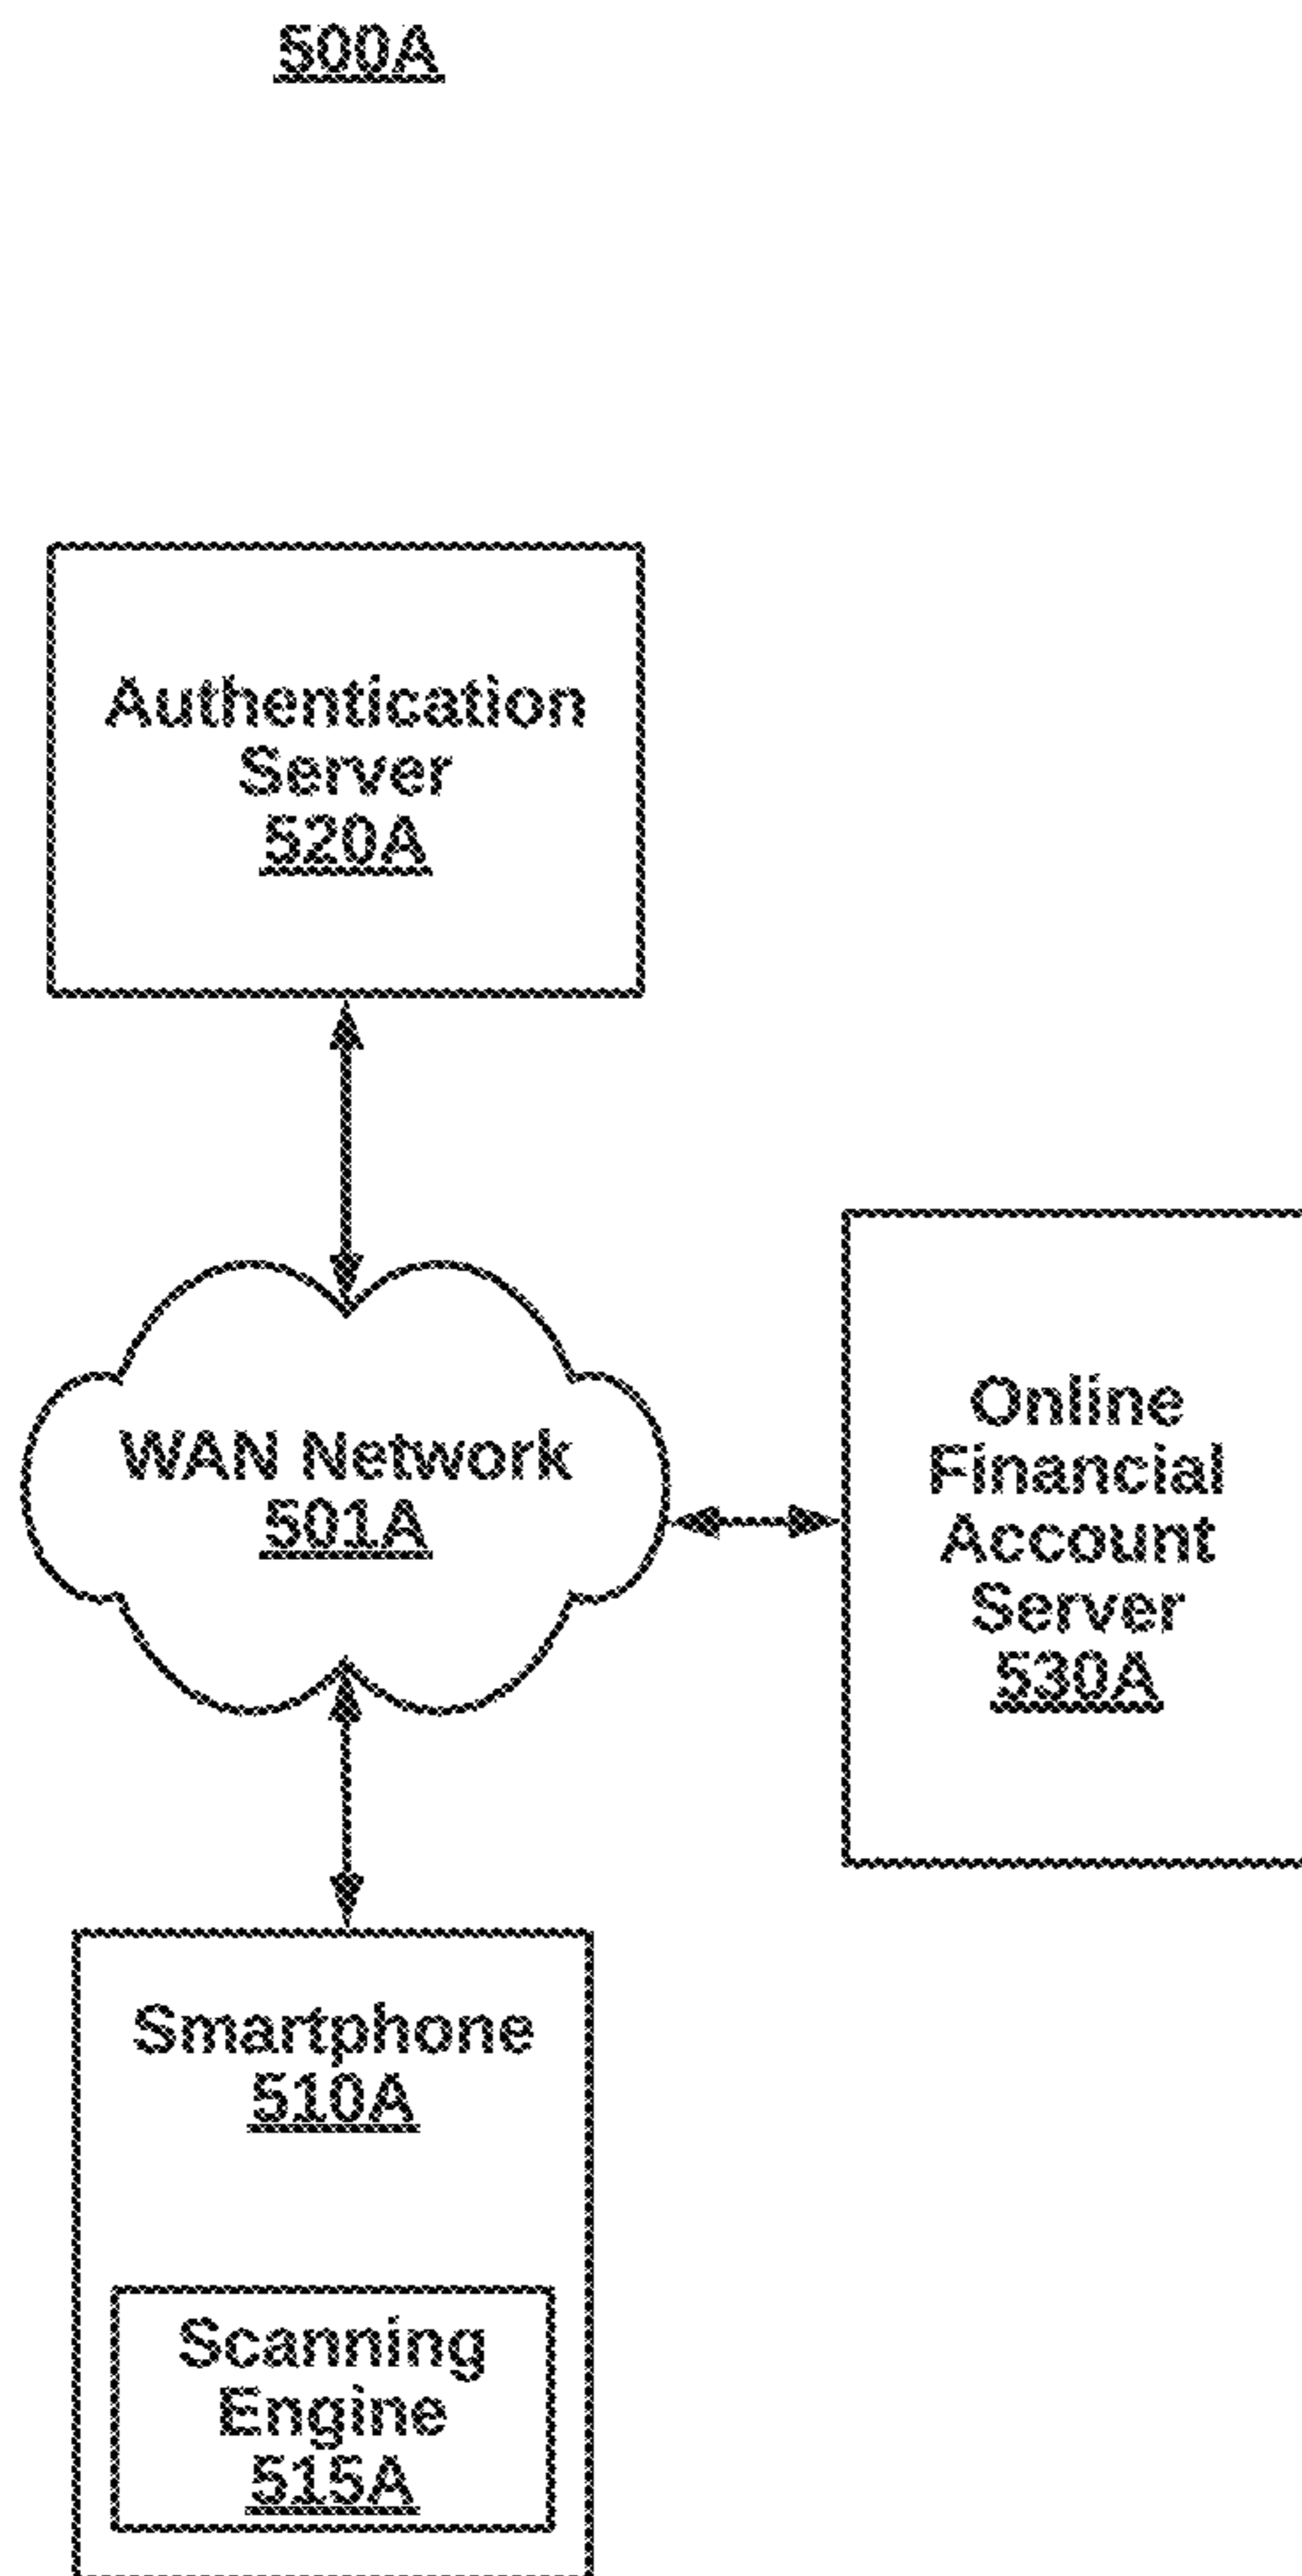 500A
Authentication
Server
520A
WAN Network
501A
Online
Financial
Account
Server
530A
Smartphone
510A
Scanning
Engine
515A